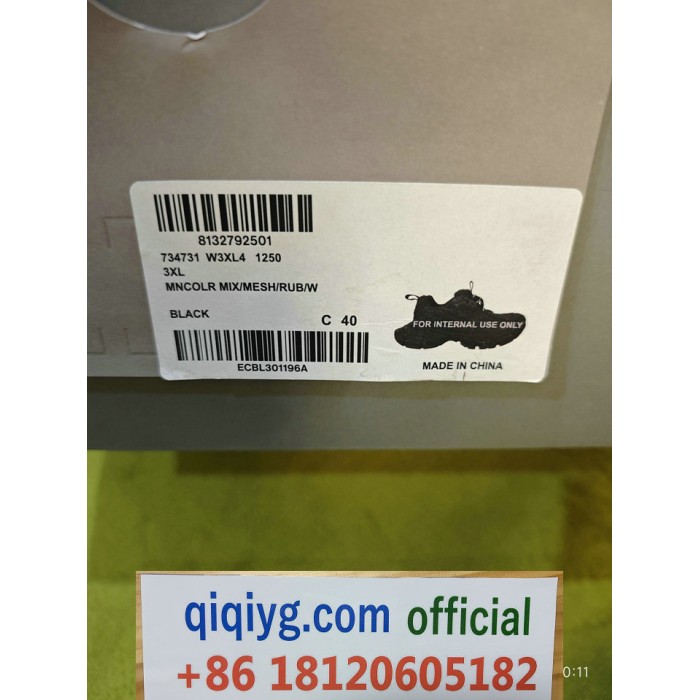 8132792501
734731 W3XL4 1250
3XL
MNCOLR MIX/MESH/RUB/W
BLACK
C 40
FOR INTERNAL USE ONLY
ECBL301196A
MADE IN CHINA
qiqiyg.com official
+86 18120605182
0:11